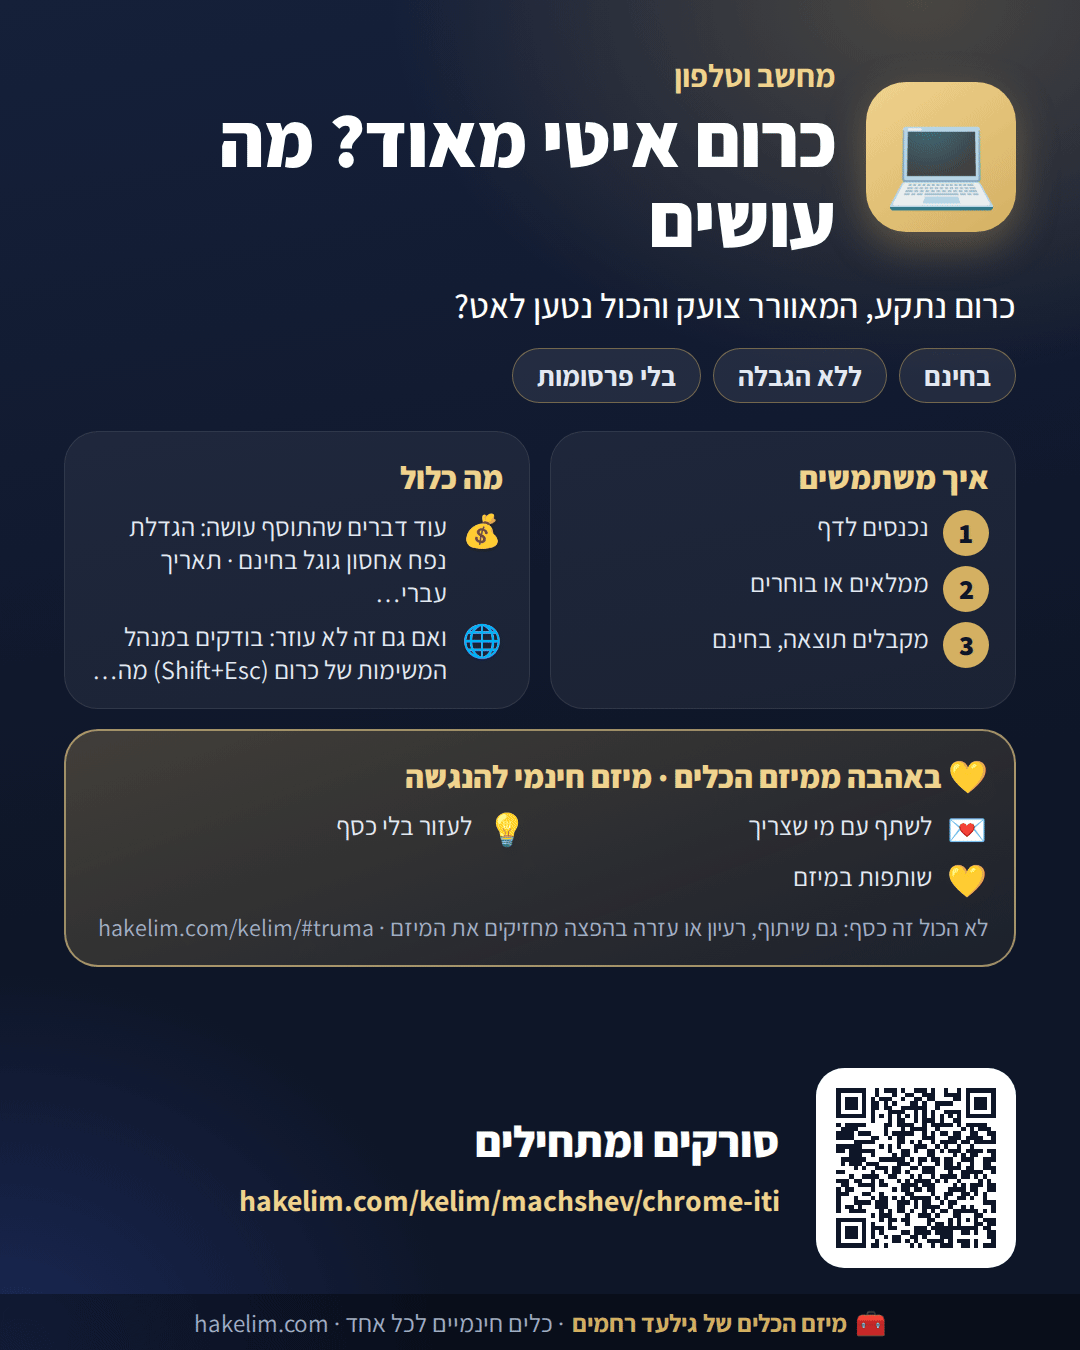 מחשב וטלפון
כרום איטי מאוד? מה
עושים
כרום נתקע, המאוורר צועק והכול נטען לאט?
בחינם
ללא הגבלה
בלי פרסומות
איך משתמשים
1 נכנסים לדף
2 ממלאים או בוחרים
3 מקבלים תוצאה, בחינם
מה כלול
עוד דברים שהתוסף עושה: הגדלת
נפח אחסון גוגל בחינם · תאריך
עברי...
ואם גם זה לא עוזר: בודקים במנהל
המשימות של כרום (Shift+Esc) מה...
באהבה ממיזם הכלים · מיזם חינמי להנגשה
לשתף עם מי שצריך
לעזור בלי כסף
שותפות במיזם
לא הכול זה כסף: גם שיתוף, רעיון או עזרה בהפצה מחזיקים את המיזם · hakelim.com/kelim/#truma
סורקים ומתחילים
hakelim.com/kelim/machshev/chrome-iti
מיזם הכלים של גילעד רחמים · כלים חינמיים לכל אחד · hakelim.com